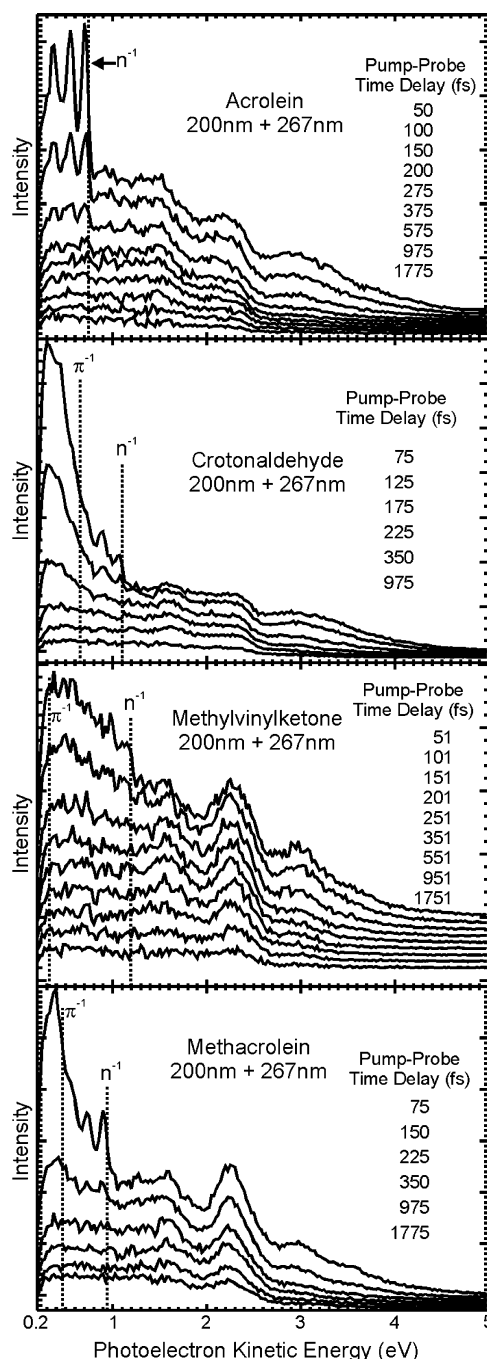 Intensity
n⁻¹
Acrolein
200nm + 267nm
Pump-Probe
Time Delay (fs)
50
100
150
200
275
375
575
975
1775
Intensity
π⁻¹
n⁻¹
Crotonaldehyde
200nm + 267nm
Pump-Probe
Time Delay (fs)
75
125
175
225
350
975
Intensity
π⁻¹
n⁻¹
Methylvinylketone
200nm + 267nm
Pump-Probe
Time Delay (fs)
51
101
151
201
251
351
551
951
1751
Intensity
π⁻¹
n⁻¹
Methacrolein
200nm + 267nm
Pump-Probe
Time Delay (fs)
75
150
225
350
975
1775
0.2 1 2 3 4 5
Photoelectron Kinetic Energy (eV)